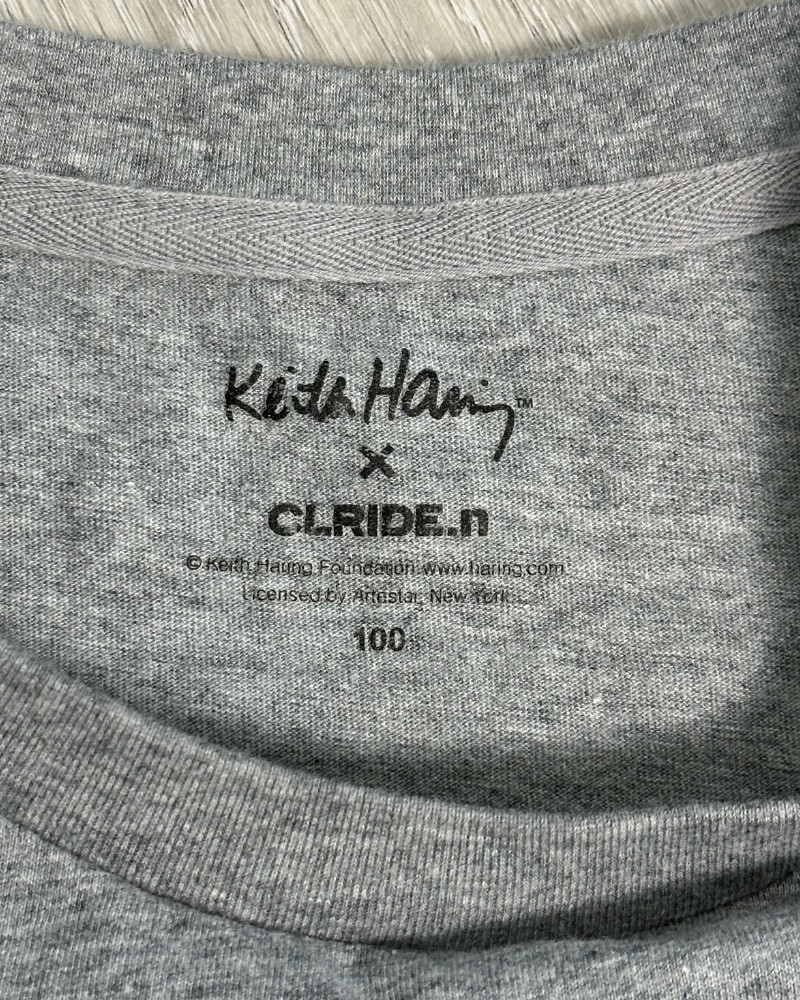 Keith Haring™
×
CLRIDE.n
© Keith Haring Foundation www.haring.com
Licensed by Artestar, New York.
100